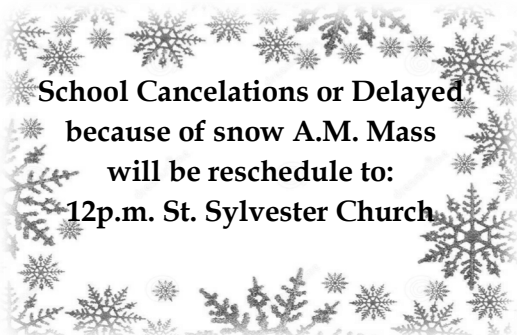 School Cancelations or Delayed
because of snow A.M. Mass
will be reschedule to:
12p.m. St. Sylvester Church